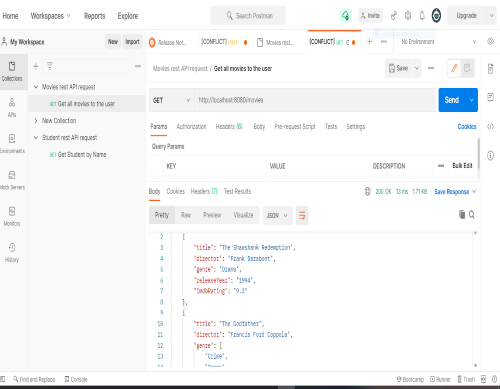 Home Workspaces Reports Explore Search Postman Invite Upgrade
My Workspace New Import Release Not.. [CONFLICT] POST Movies rest... [CONFLICT] GET G No Environment
Collections
Movies rest API request / Get all movies to the user Save
Movies rest API request
GET Get all movies to the user
GET http://localhost:8080/movies Send
APIs
New Collection
Params Authorization Headers (6) Body Pre-request Script Tests Settings Cookies
Student rest API request
Environments
GET Get Student by Name
Query Params
KEY VALUE DESCRIPTION Bulk Edit
Mock Servers
Body Cookies Headers (7) Test Results 200 OK 13 ms 1.71 KB Save Response
Monitors
Pretty Raw Preview Visualize JSON
History
2 {
3 "title": "The Shawshank Redemption",
4 "director": "Frank Darabont",
5 "genre": "Drama",
6 "releaseYear": "1994",
7 "imdbRating": "9.3"
8 },
9 {
10 "title": "The Godfather",
11 "director": "Francis Ford Coppola",
12 "genre": [
13 "Crime",
14
Find and Replace Console Bootcamp Runner Trash